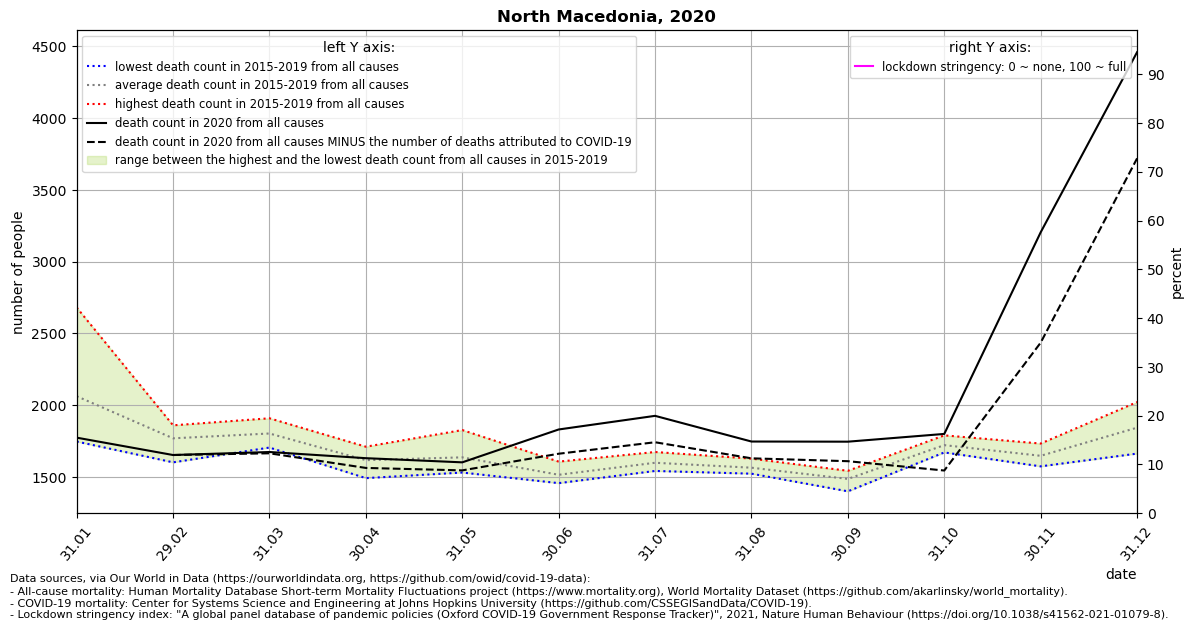 North Macedonia, 2020
left Y axis:
lowest death count in 2015-2019 from all causes
average death count in 2015-2019 from all causes
highest death count in 2015-2019 from all causes
death count in 2020 from all causes
death count in 2020 from all causes MINUS the number of deaths attributed to COVID-19
range between the highest and the lowest death count from all causes in 2015-2019
right Y axis:
lockdown stringency: 0 ~ none, 100 ~ full
number of people
4500
4000
3500
3000
2500
2000
1500
percent
90
80
70
60
50
40
30
20
10
0
31.01
29.02
31.03
30.04
31.05
30.06
31.07
31.08
30.09
31.10
30.11
31.12
date
Data sources, via Our World in Data (https://ourworldindata.org, https://github.com/owid/covid-19-data):
- All-cause mortality: Human Mortality Database Short-term Mortality Fluctuations project (https://www.mortality.org), World Mortality Dataset (https://github.com/akarlinsky/world_mortality).
- COVID-19 mortality: Center for Systems Science and Engineering at Johns Hopkins University (https://github.com/CSSEGISandData/COVID-19).
- Lockdown stringency index: "A global panel database of pandemic policies (Oxford COVID-19 Government Response Tracker)", 2021, Nature Human Behaviour (https://doi.org/10.1038/s41562-021-01079-8).